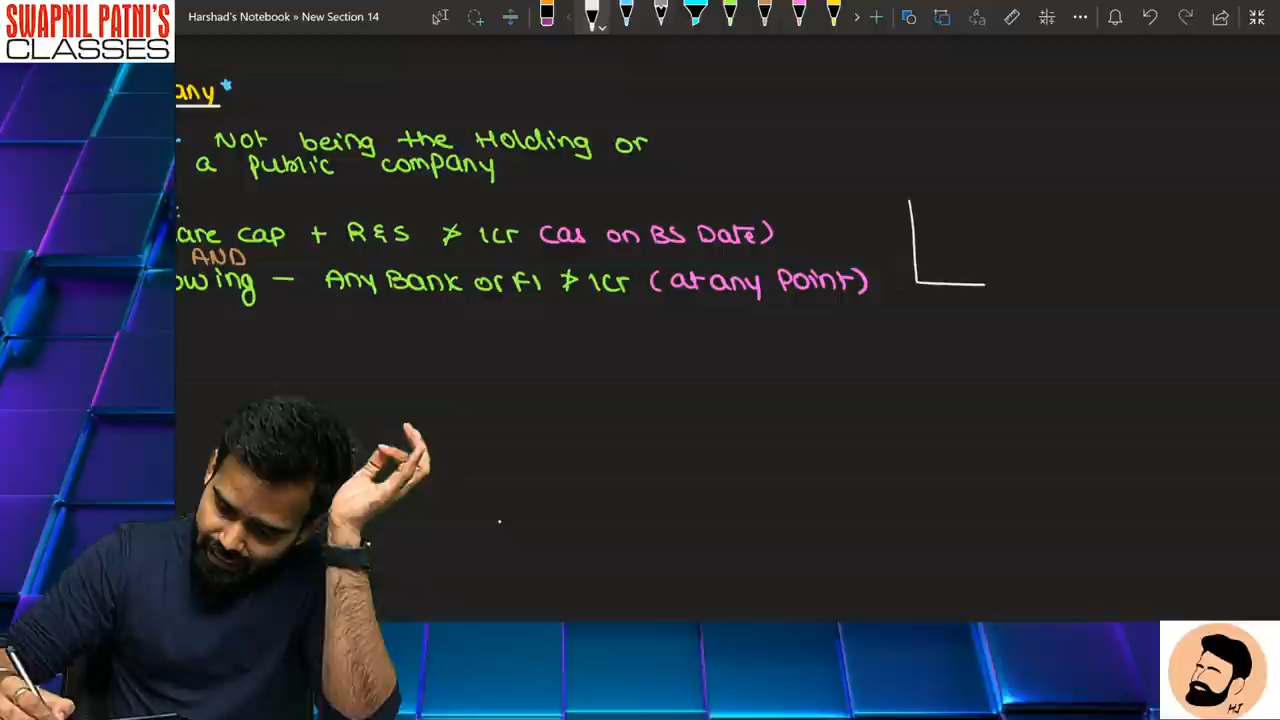 SWAPNIL PATNI'S
CLASSES
Harshad's Notebook » New Section 14
any*
Not being the Holding or
a public company
are cap + R&S ≯ 1cr (as on BS Date)
AND
owing - Any Bank or FI ≯ 1cr (at any Point)
HJ